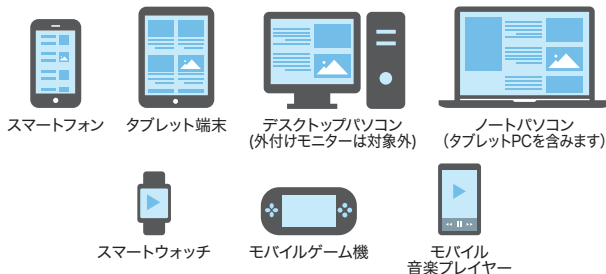 スマートフォン
タブレット端末
デスクトップパソコン
(外付けモニターは対象外)
ノートパソコン
（タブレットPCを含みます）
スマートウォッチ
モバイルゲーム機
モバイル
音楽プレイヤー